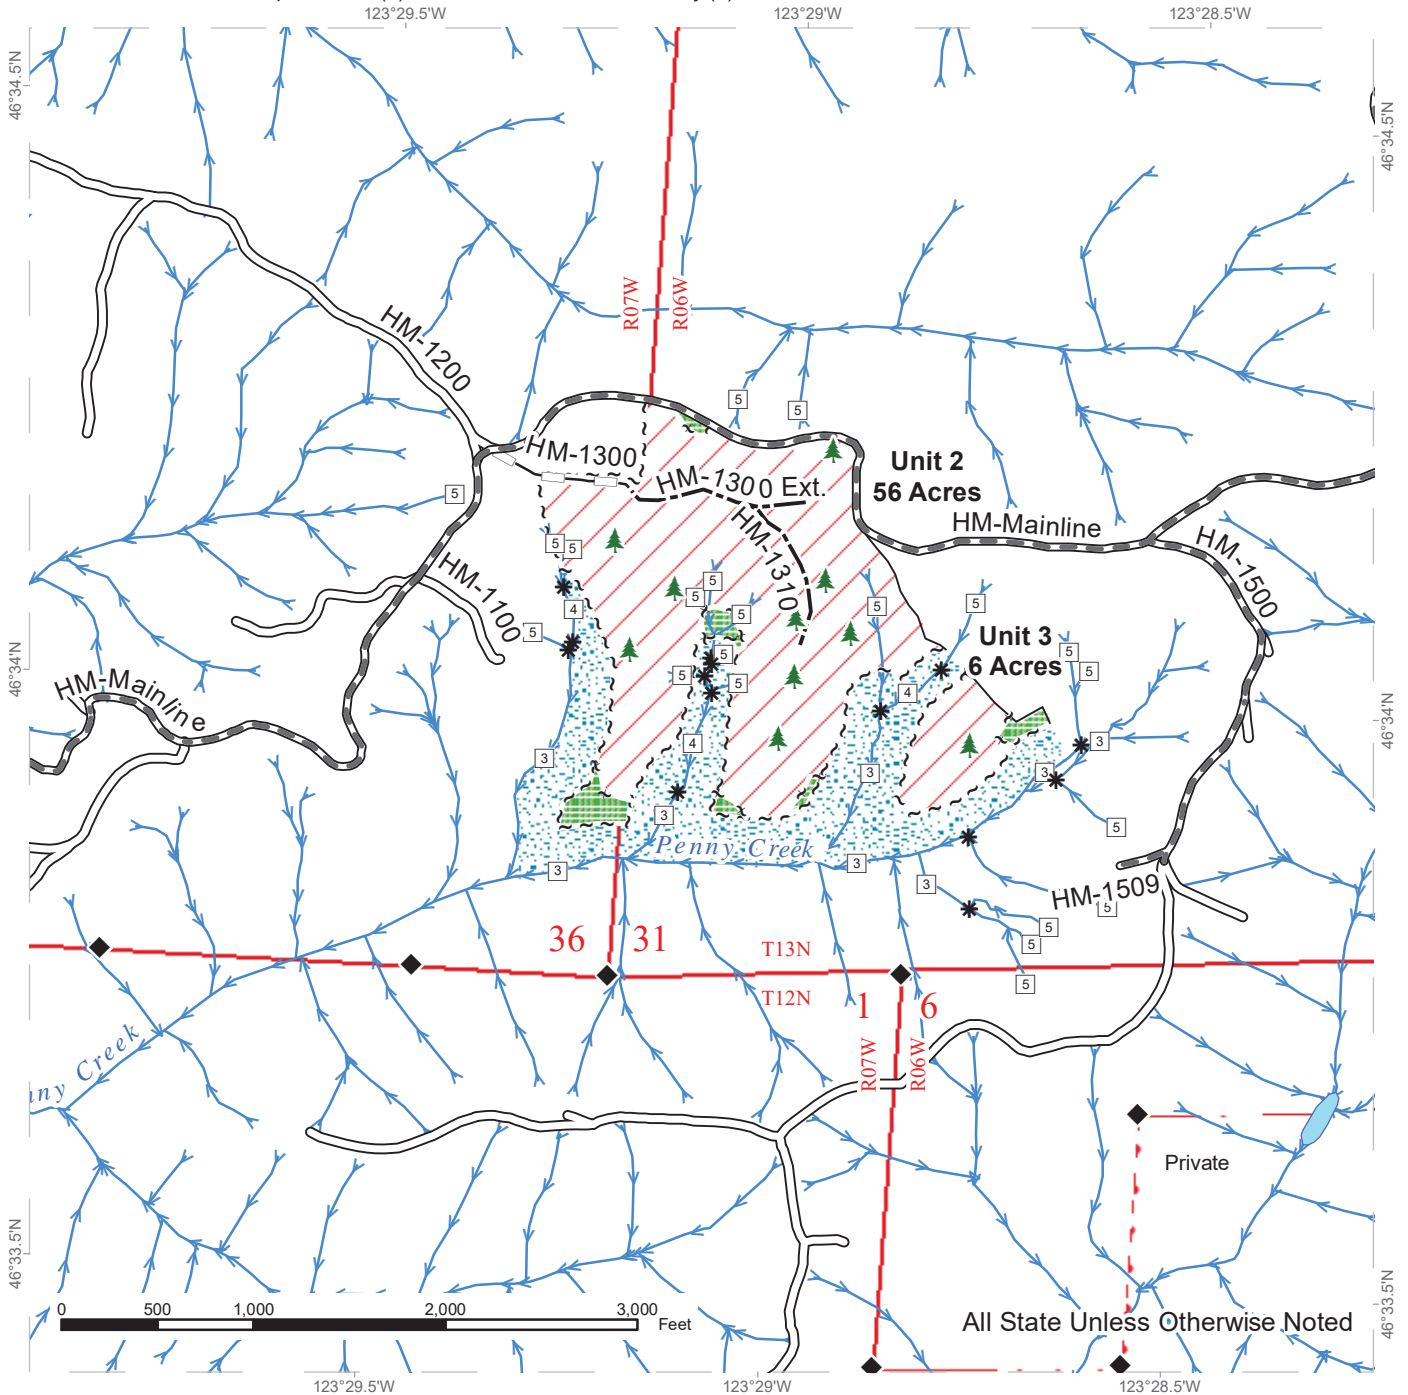 123°29.5'W
123°29'W
123°28.5'W
46°34.5'N
46°34.5'N
R07W
R06W
HM-1200
5
5
HM-1300
HM-1300 Ext.
Unit 2
56 Acres
5
HM-Mainline
HM-1310
HM-1500
5
5
HM-1100
5
5
5
4
5
5
5
5
Unit 3
6 Acres
5
5
46°34'N
5
5
5
4
HM-Mainline
46°34'N
4
3
3
3
3
3
5
Penny Creek
3
3
3
HM-1509
5
5
5
36
31
T13N
T12N
5
1
6
R07W
R06W
nny Creek
Private
46°33.5'N
46°33.5'N
0
500
1,000
2,000
3,000
Feet
All State Unless Otherwise Noted
123°29.5'W
123°29'W
123°28.5'W